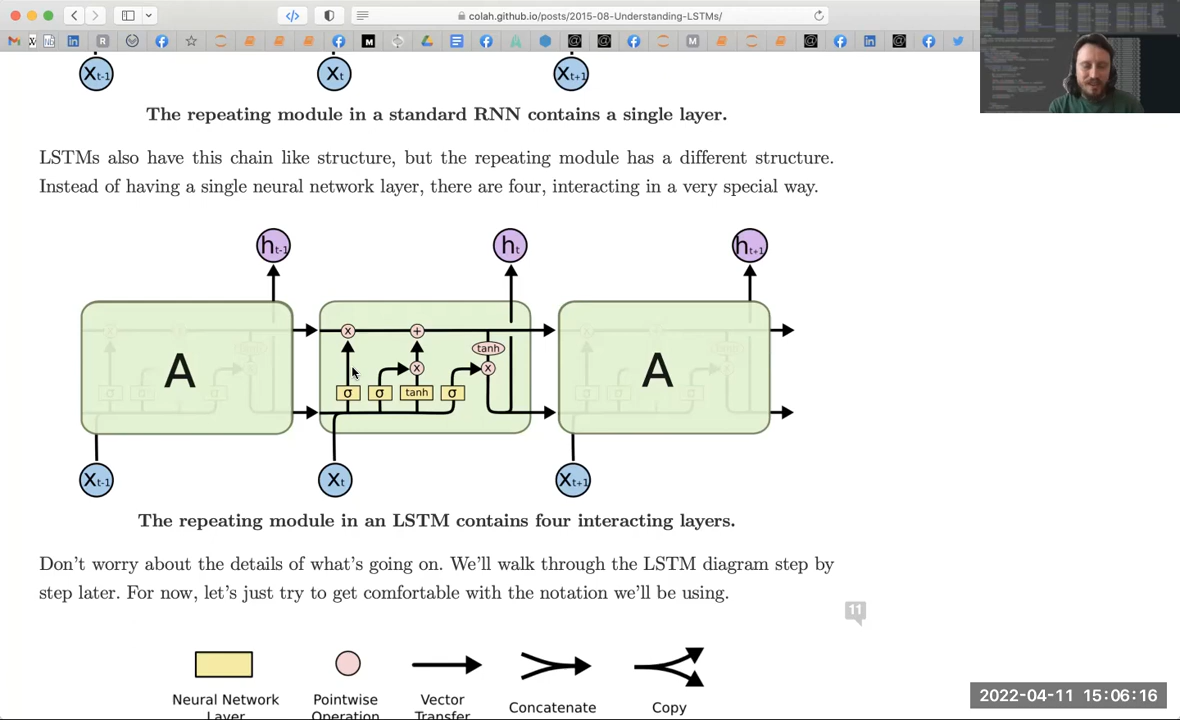 colah.github.io/posts/2015-08-Understanding-LSTMs/
Xt-1 Xt Xt+1
The repeating module in a standard RNN contains a single layer.
LSTMs also have this chain like structure, but the repeating module has a different structure.
Instead of having a single neural network layer, there are four, interacting in a very special way.
ht-1 ht ht+1
x +
tanh
A x x A
σ σ tanh σ
Xt-1 Xt Xt+1
The repeating module in an LSTM contains four interacting layers.
Don't worry about the details of what's going on. We'll walk through the LSTM diagram step by
step later. For now, let's just try to get comfortable with the notation we'll be using.
11
Neural Network Layer
Pointwise Operation
Vector Transfer
Concatenate
Copy
2022-04-11 15:06:16